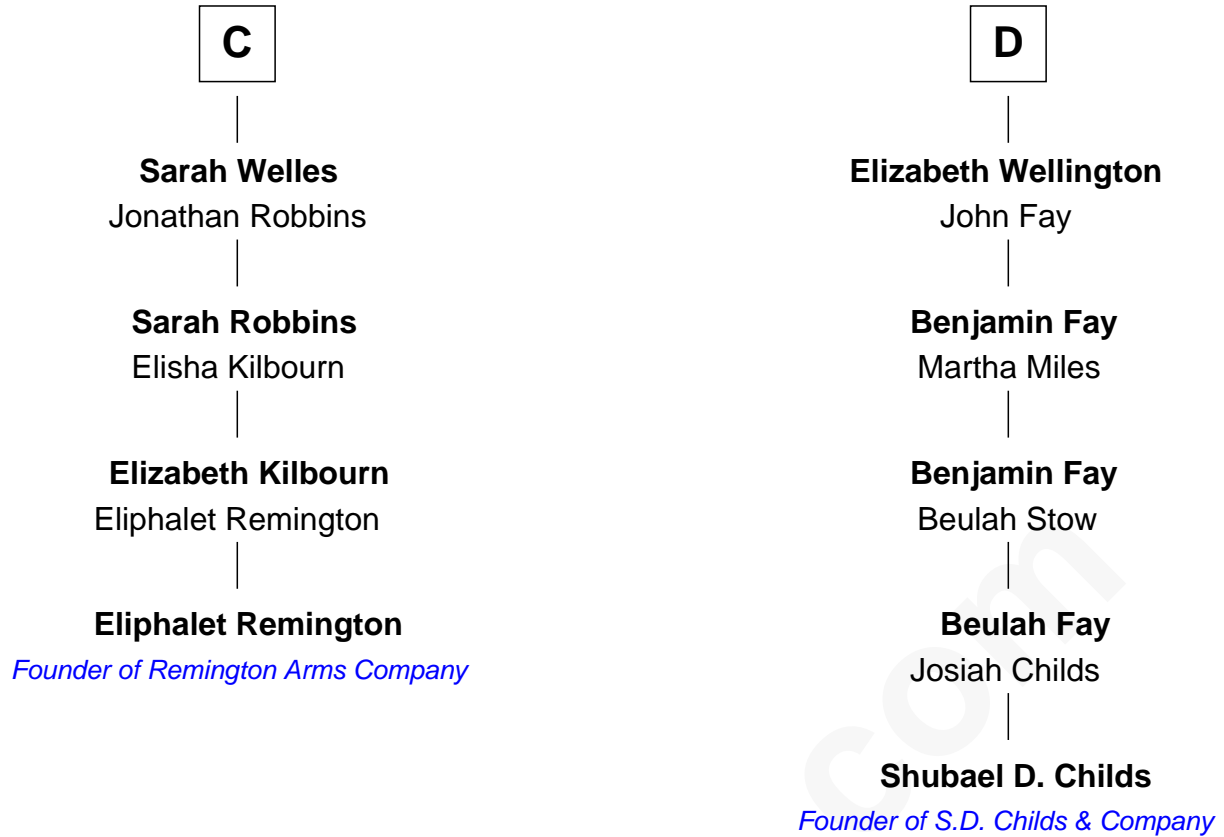 C
Sarah Welles
Jonathan Robbins
Sarah Robbins
Elisha Kilbourn
Elizabeth Kilbourn
Eliphalet Remington
Eliphalet Remington
Founder of Remington Arms Company
D
Elizabeth Wellington
John Fay
Benjamin Fay
Martha Miles
Benjamin Fay
Beulah Stow
Beulah Fay
Josiah Childs
Shubael D. Childs
Founder of S.D. Childs & Company
com